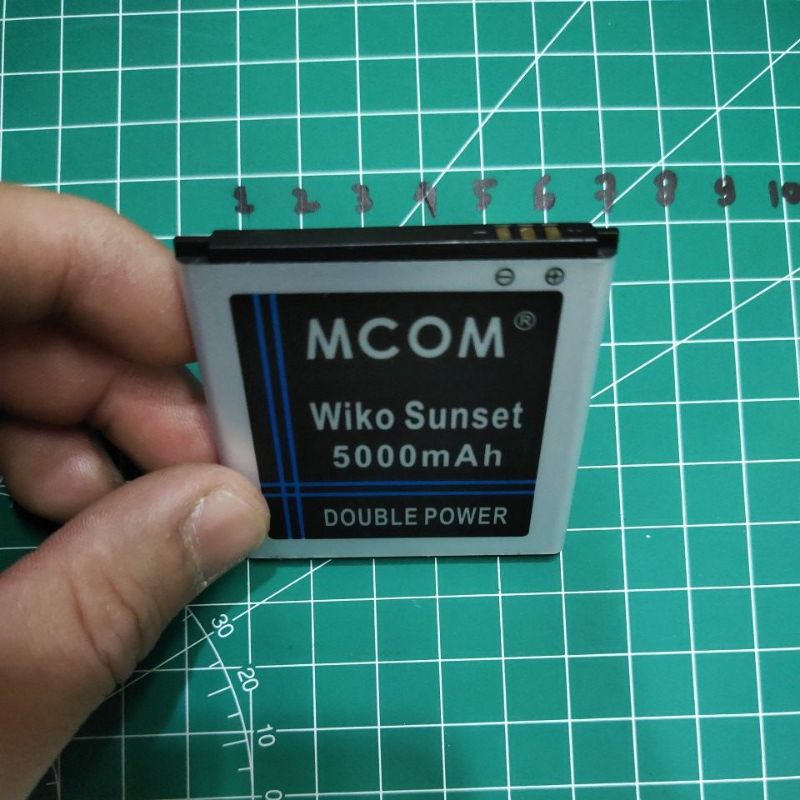 1 2 3 4 5 6 7 8 9 10
- ⊖ ⊕
MCOM®
Wiko Sunset
5000mAh
DOUBLE POWER
30
20
10
0